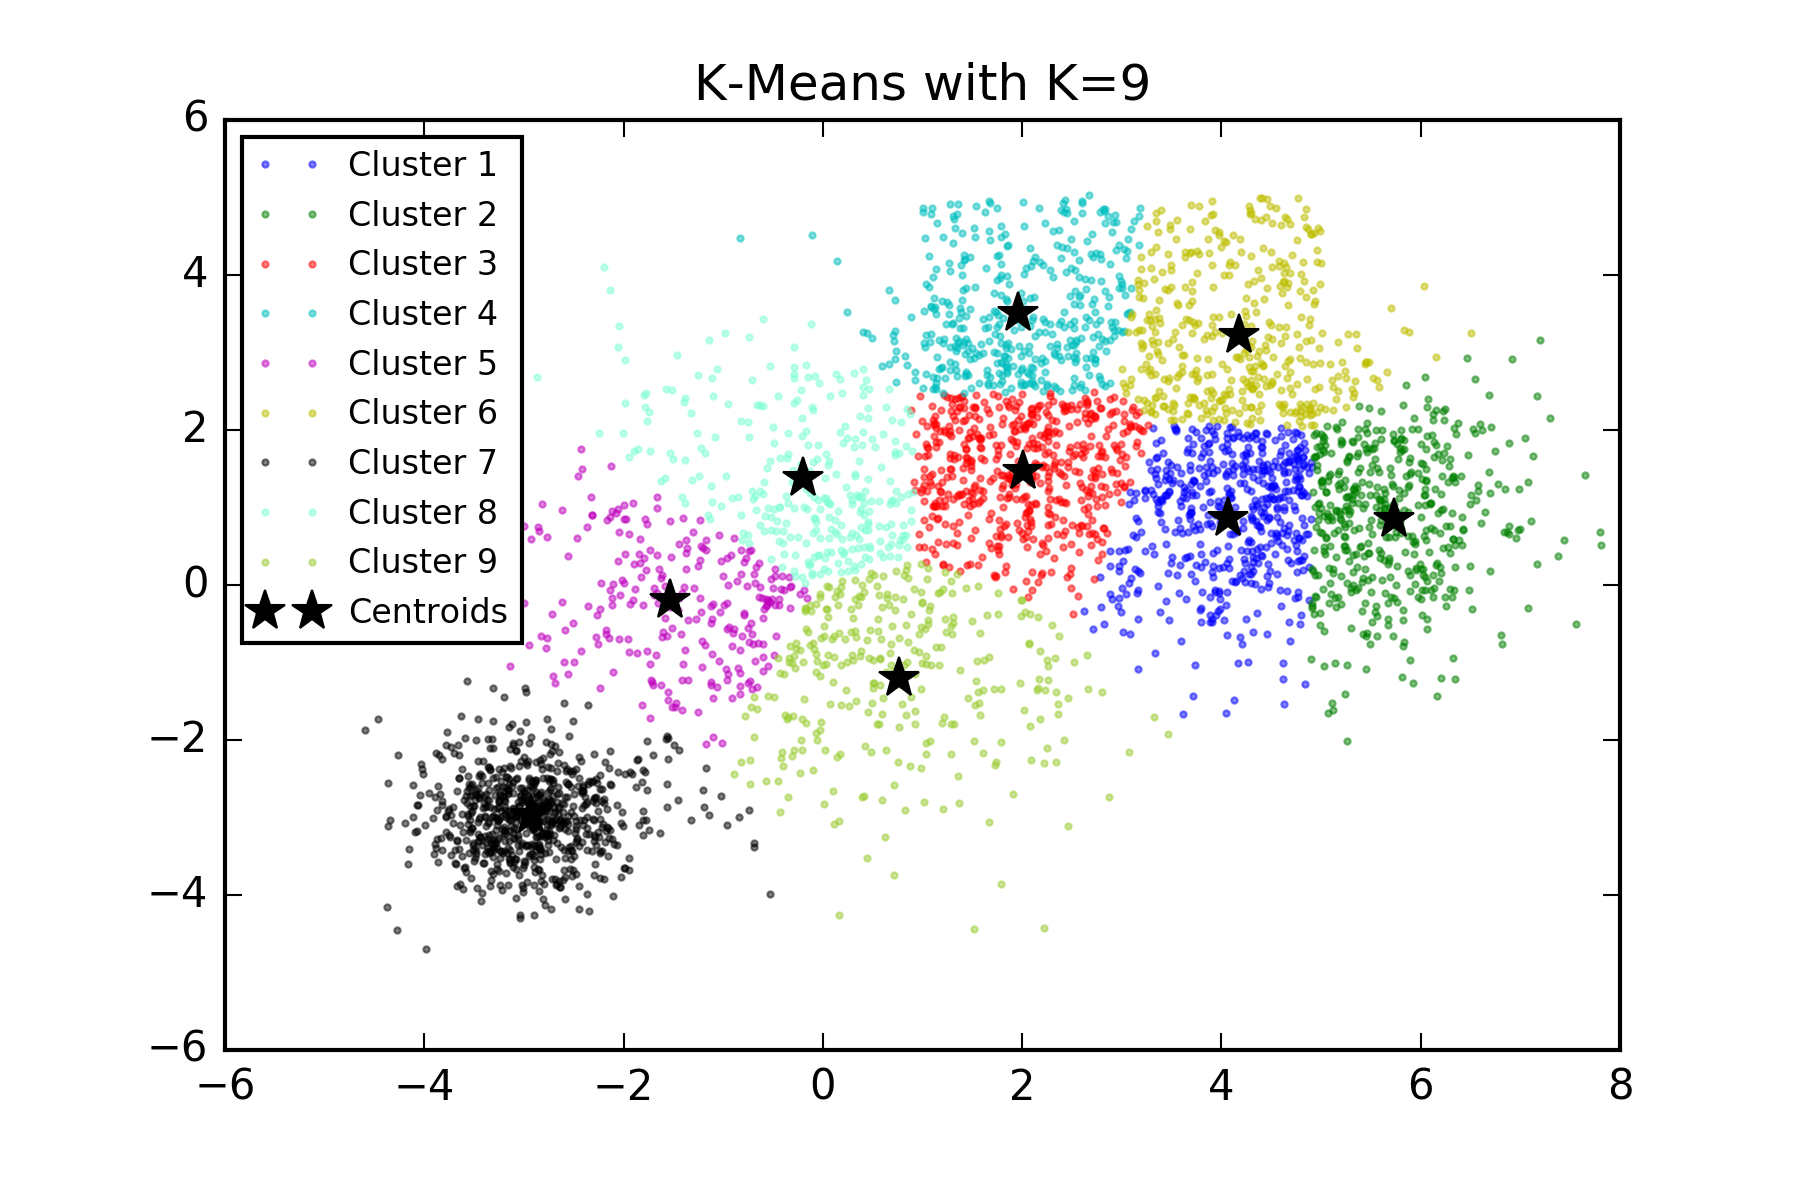 K-Means with K=9
6
4
2
0
−2
−4
−6
Cluster 1
Cluster 2
Cluster 3
Cluster 4
Cluster 5
Cluster 6
Cluster 7
Cluster 8
Cluster 9
Centroids
−6 −4 −2 0 2 4 6 8